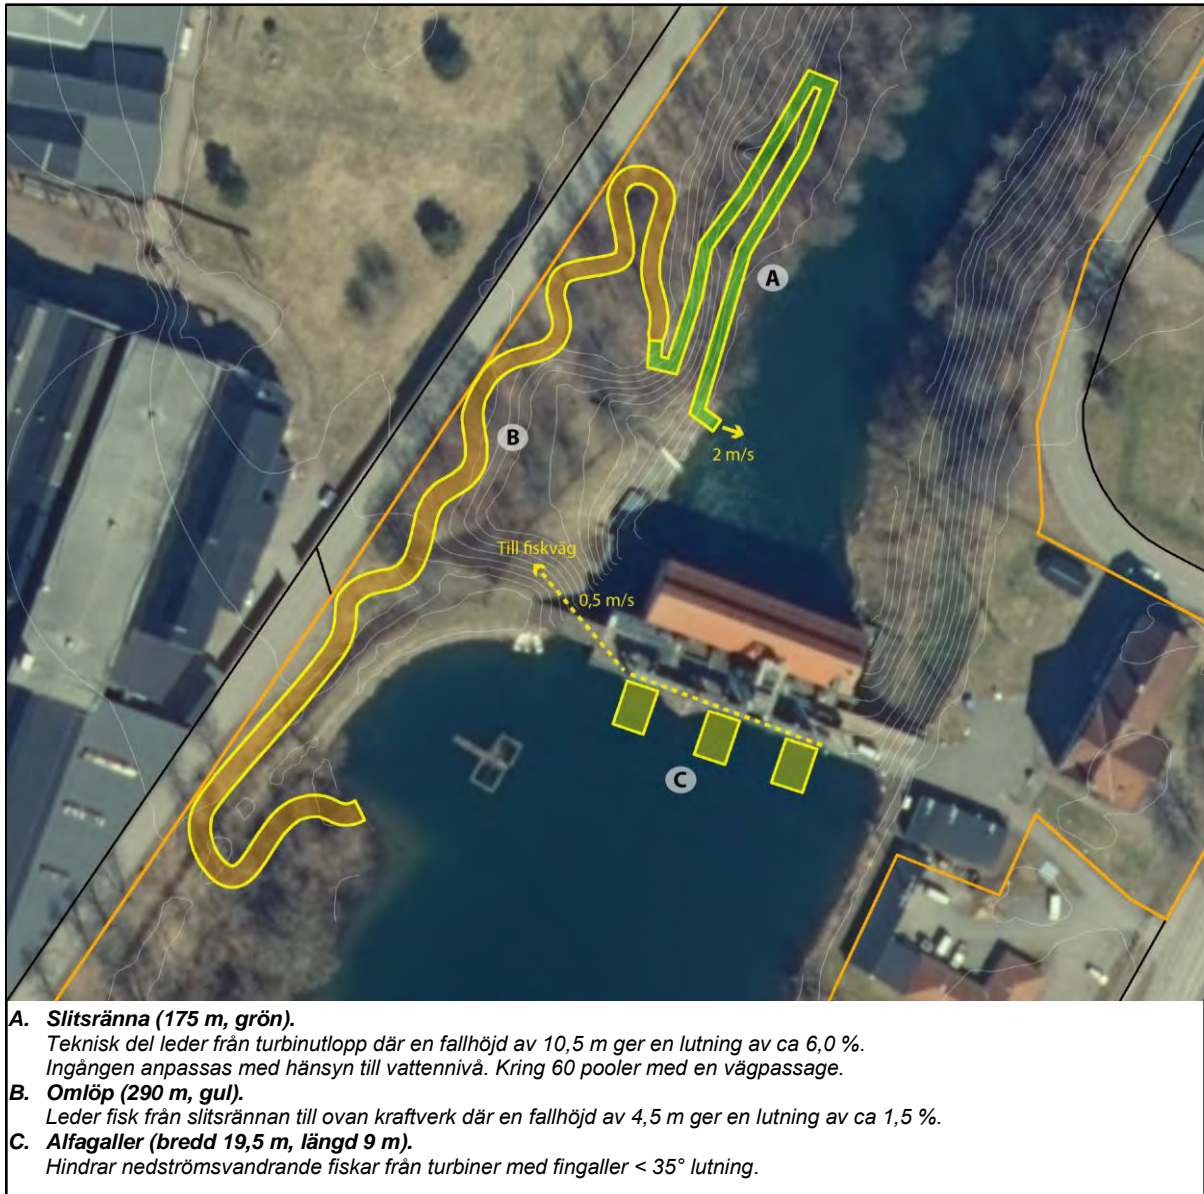 A
B
2 m/s
Till fiskväg
0,5 m/s
C
A. Slitsränna (175 m, grön).
Teknisk del leder från turbinutlopp där en fallhöjd av 10,5 m ger en lutning av ca 6,0 %.
Ingången anpassas med hänsyn till vattennivå. Kring 60 pooler med en vägpassage.
B. Omlöp (290 m, gul).
Leder fisk från slitsrännan till ovan kraftverk där en fallhöjd av 4,5 m ger en lutning av ca 1,5 %.
C. Alfagaller (bredd 19,5 m, längd 9 m).
Hindrar nedströmsvandrande fiskar från turbiner med fingaller < 35° lutning.